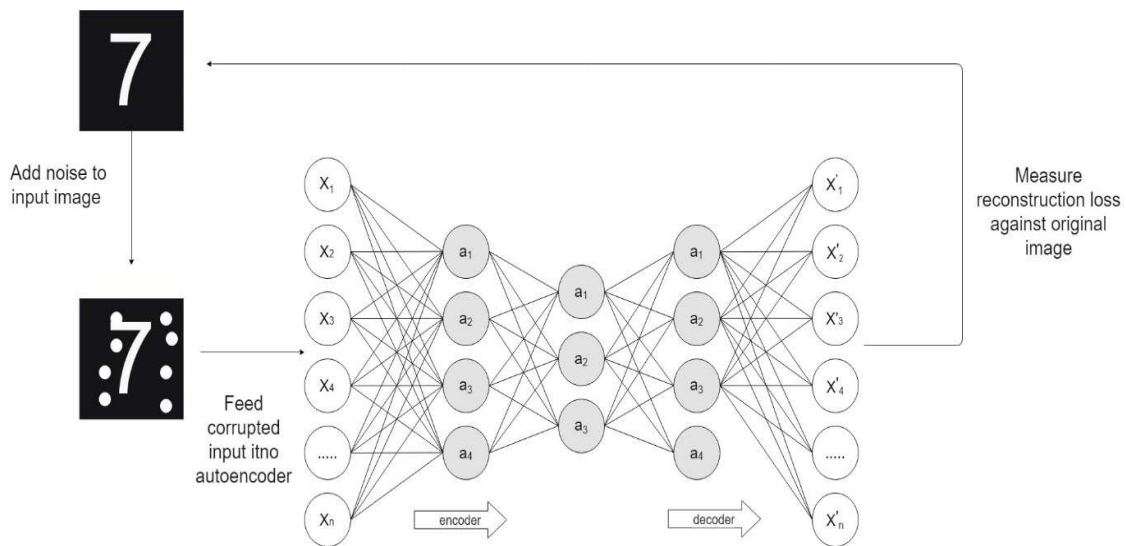 7
Add noise to
input image
7
Feed
corrupted
input itno
autoencoder
X1
X2
X3
X4
.....
Xn
a1
a2
a3
a4
encoder
a1
a2
a3
a1
a2
a3
a4
decoder
X'1
X'2
X'3
X'4
.....
X'n
Measure
reconstruction loss
against original
image